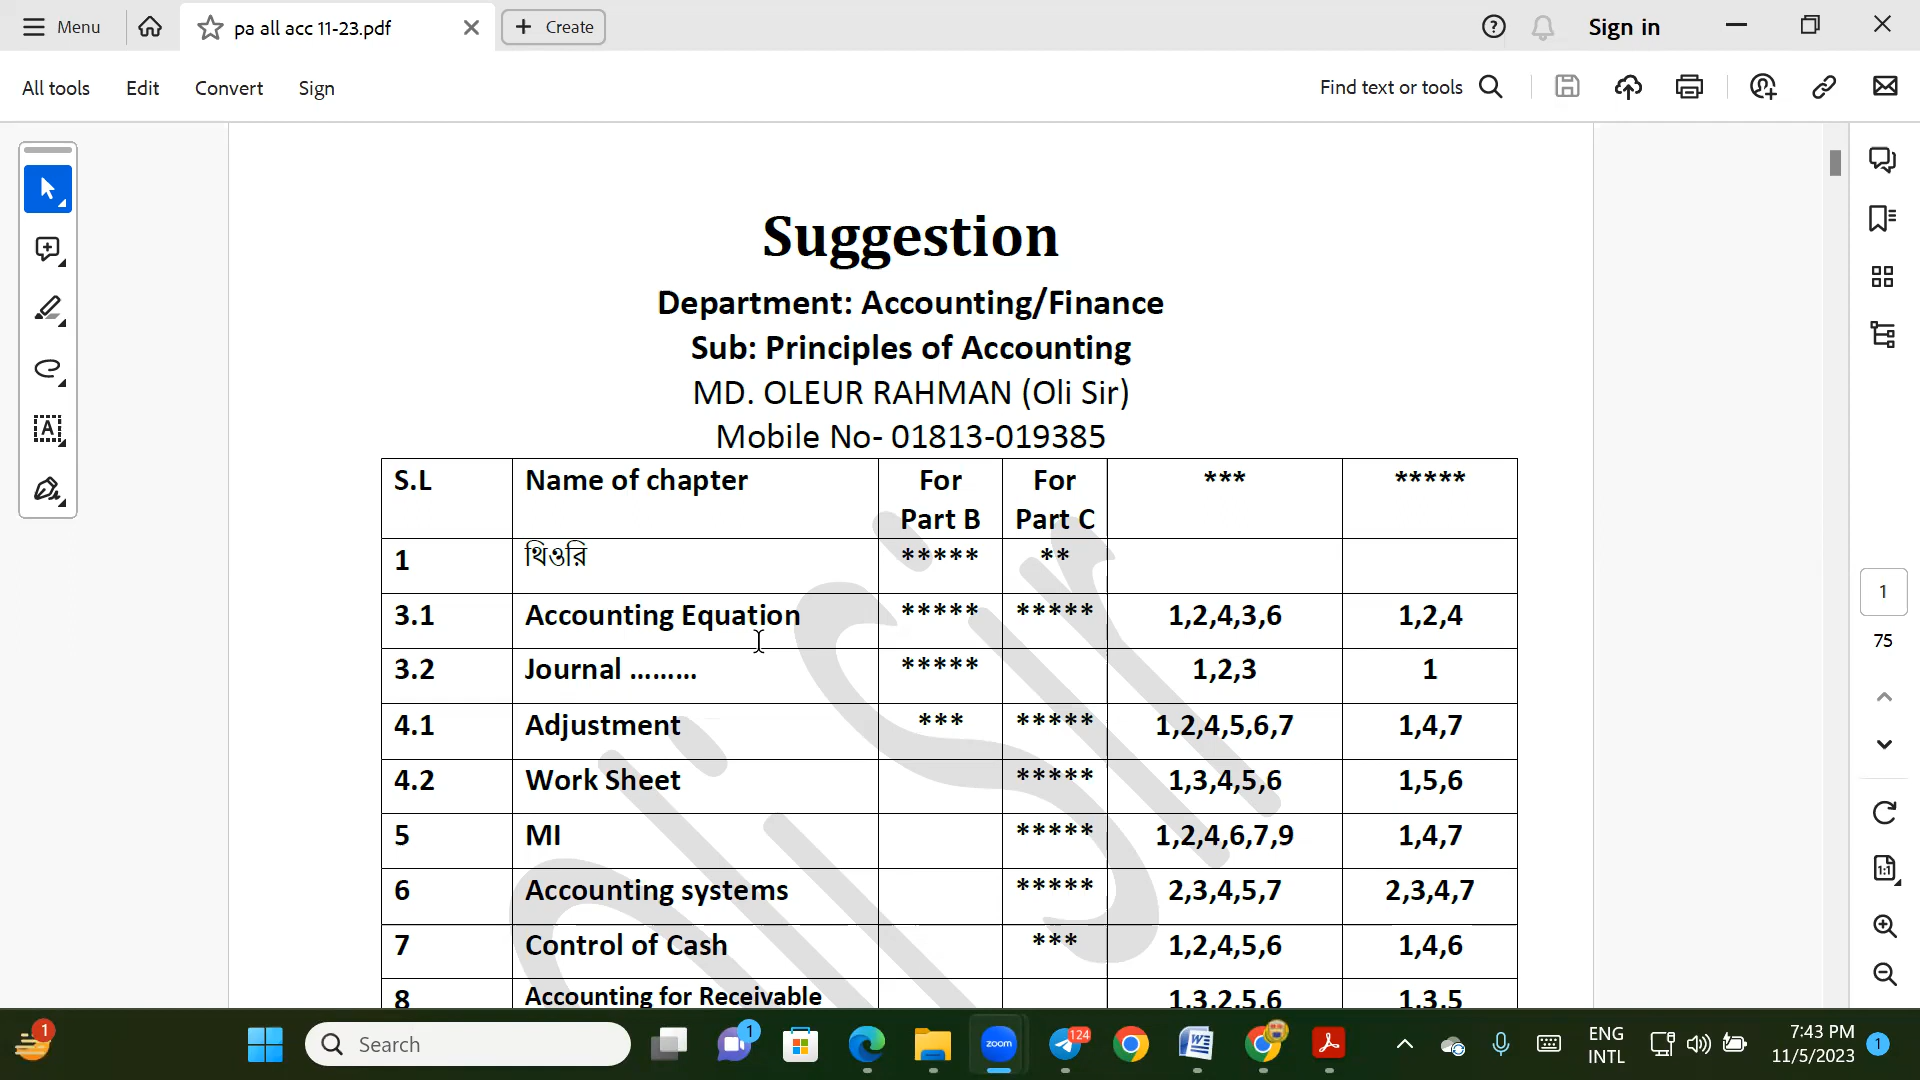 Menu
pa all acc 11-23.pdf
Create
Sign in
All tools
Edit
Convert
Sign
Find text or tools
Suggestion
Department: Accounting/Finance
Sub: Principles of Accounting
MD. OLEUR RAHMAN (Oli Sir)
Mobile No- 01813-019385
S.L Name of chapter For Part B For Part C *** *****
1 থিওরি ***** **
3.1 Accounting Equation ***** ***** 1,2,4,3,6 1,2,4
3.2 Journal ......... ***** 1,2,3 1
4.1 Adjustment *** ***** 1,2,4,5,6,7 1,4,7
4.2 Work Sheet ***** 1,3,4,5,6 1,5,6
5 MI ***** 1,2,4,6,7,9 1,4,7
6 Accounting systems ***** 2,3,4,5,7 2,3,4,7
7 Control of Cash *** 1,2,4,5,6 1,4,6
8 Accounting for Receivable 1,3,2,5,6 1,3,5
Oli Sir
1
75
1
Search
1
zoom
124
ENG
INTL
7:43 PM
11/5/2023
1